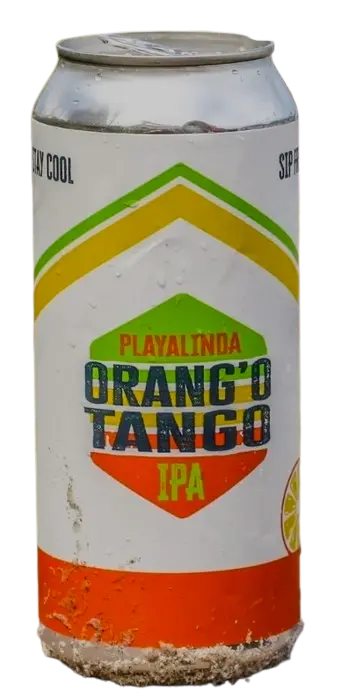 STAY COOL
SIP
PLAYALINDA
ORANG'O
TANGO
IPA